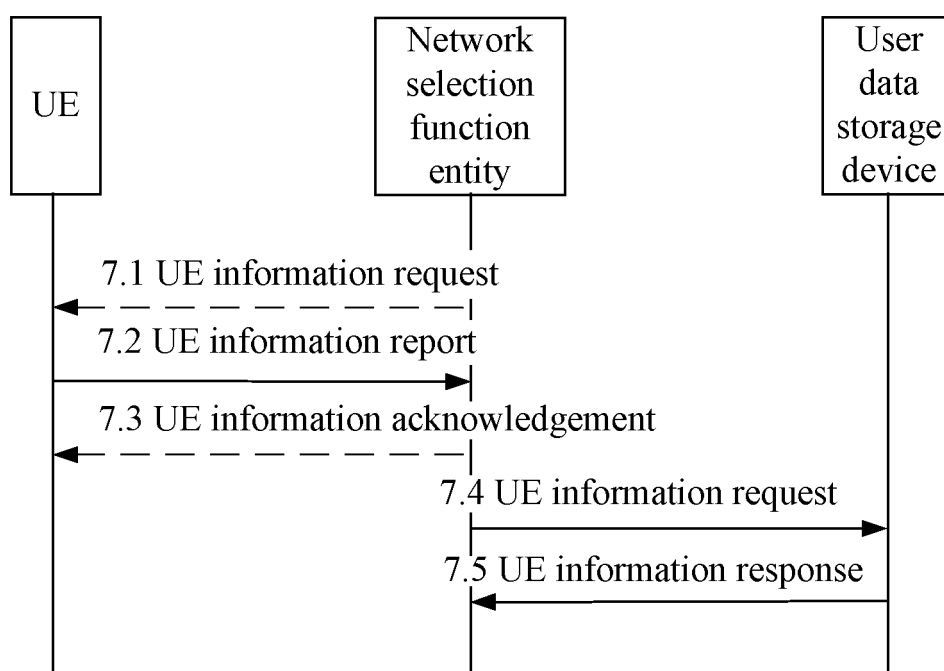 UE
Network
selection
function
entity
User
data
storage
device
7.1 UE information request
7.2 UE information report
7.3 UE information acknowledgement
7.4 UE information request
7.5 UE information response